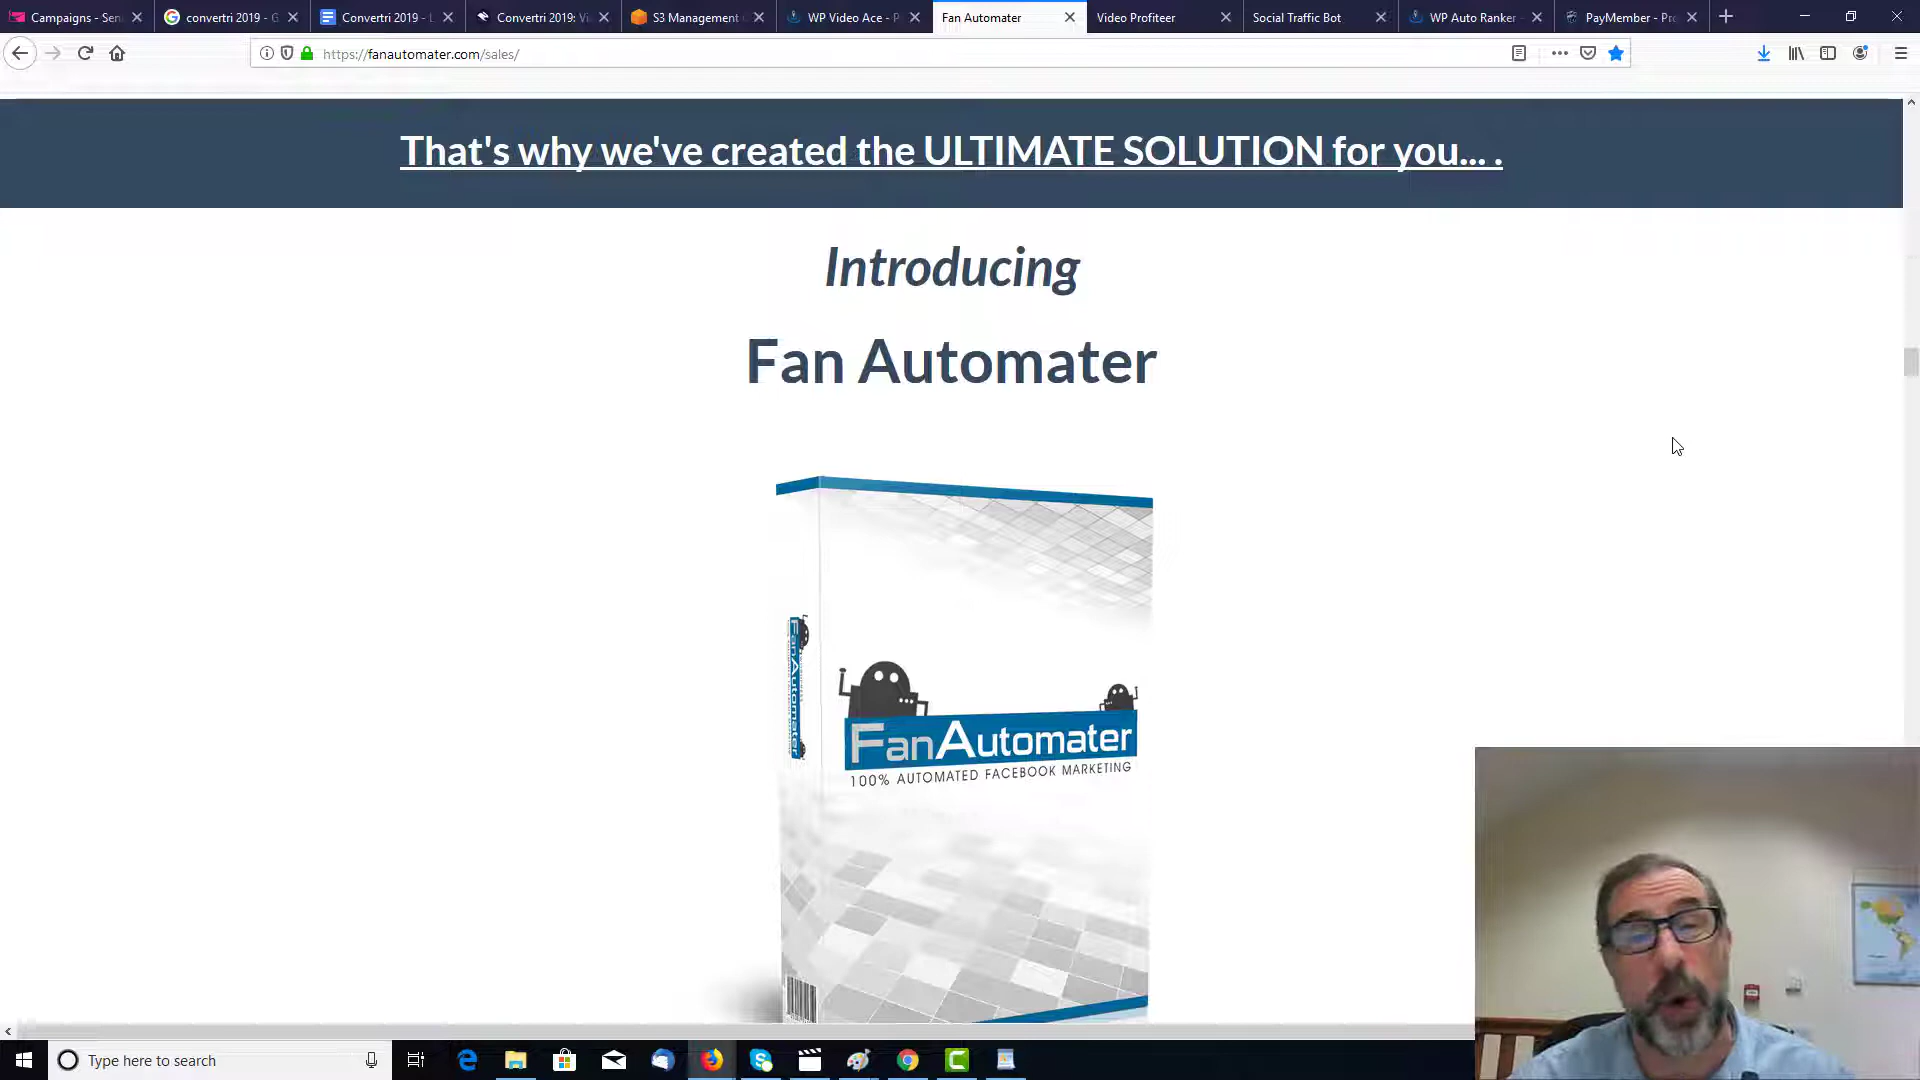 Campaigns - Sen
convertri 2019 - G
Convertri 2019 - L
Convertri 2019: Vi
S3 Management
WP Video Ace - P
Fan Automater
Video Profiteer
Social Traffic Bot
WP Auto Ranker -
PayMember - Pr
https://fanautomater.com/sales/
That's why we've created the ULTIMATE SOLUTION for you... .
Introducing
Fan Automater
FanAutomater
FanAutomater
100% AUTOMATED FACEBOOK MARKETING
Type here to search